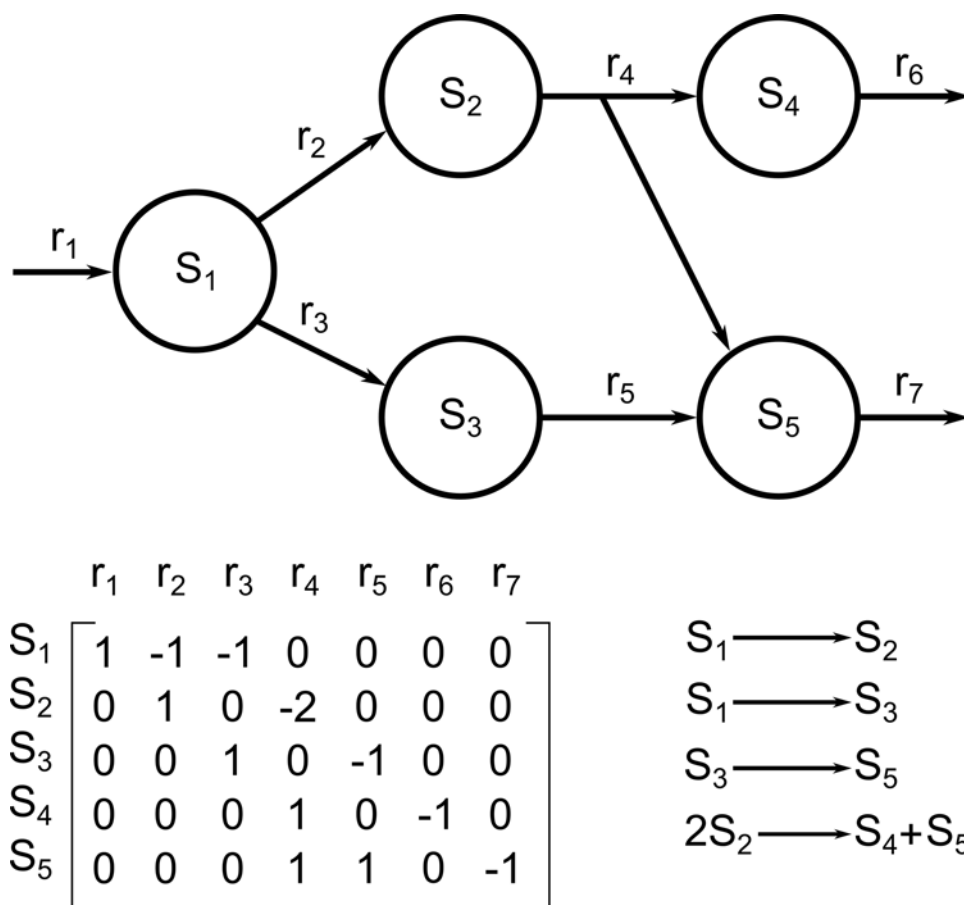 S₂ r₄ S₄ r₆
r₂
r₁ S₁
r₃
S₃ r₅ S₅ r₇
r₁ r₂ r₃ r₄ r₅ r₆ r₇
S₁ 1 -1 -1 0 0 0 0
S₂ 0 1 0 -2 0 0 0
S₃ 0 0 1 0 -1 0 0
S₄ 0 0 0 1 0 -1 0
S₅ 0 0 0 1 1 0 -1
S₁ → S₂
S₁ → S₃
S₃ → S₅
2S₂ → S₄+S₅